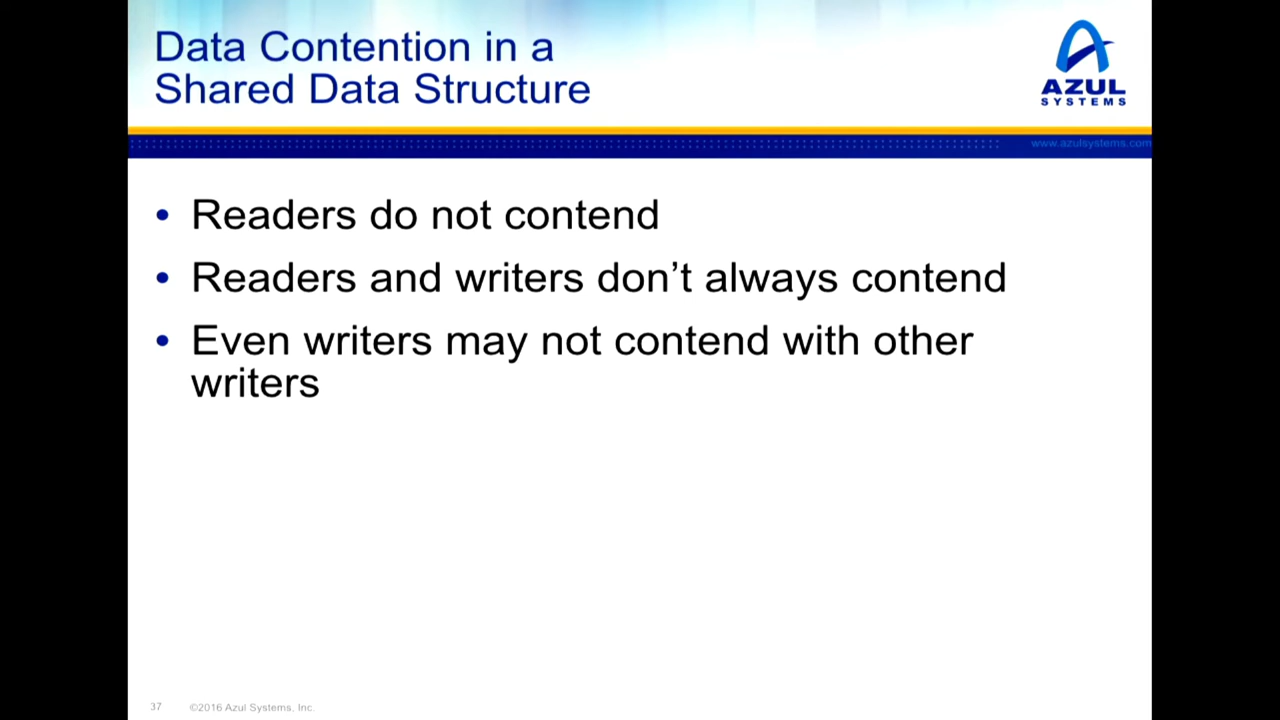 Data Contention in a
Shared Data Structure
AZUL
SYSTEMS
www.azulsystems.com
• Readers do not contend
• Readers and writers don’t always contend
• Even writers may not contend with other
writers
37 ©2016 Azul Systems, Inc.